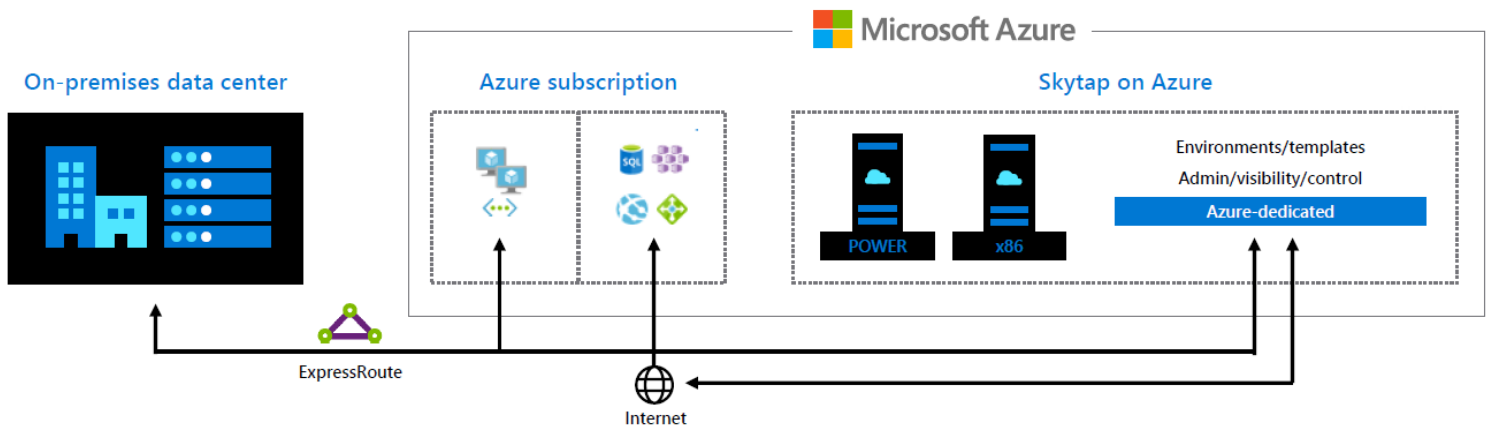 Microsoft Azure
On-premises data center
Azure subscription
Skytap on Azure
SQL
Environments/templates
Admin/visibility/control
Azure-dedicated
POWER
x86
ExpressRoute
Internet